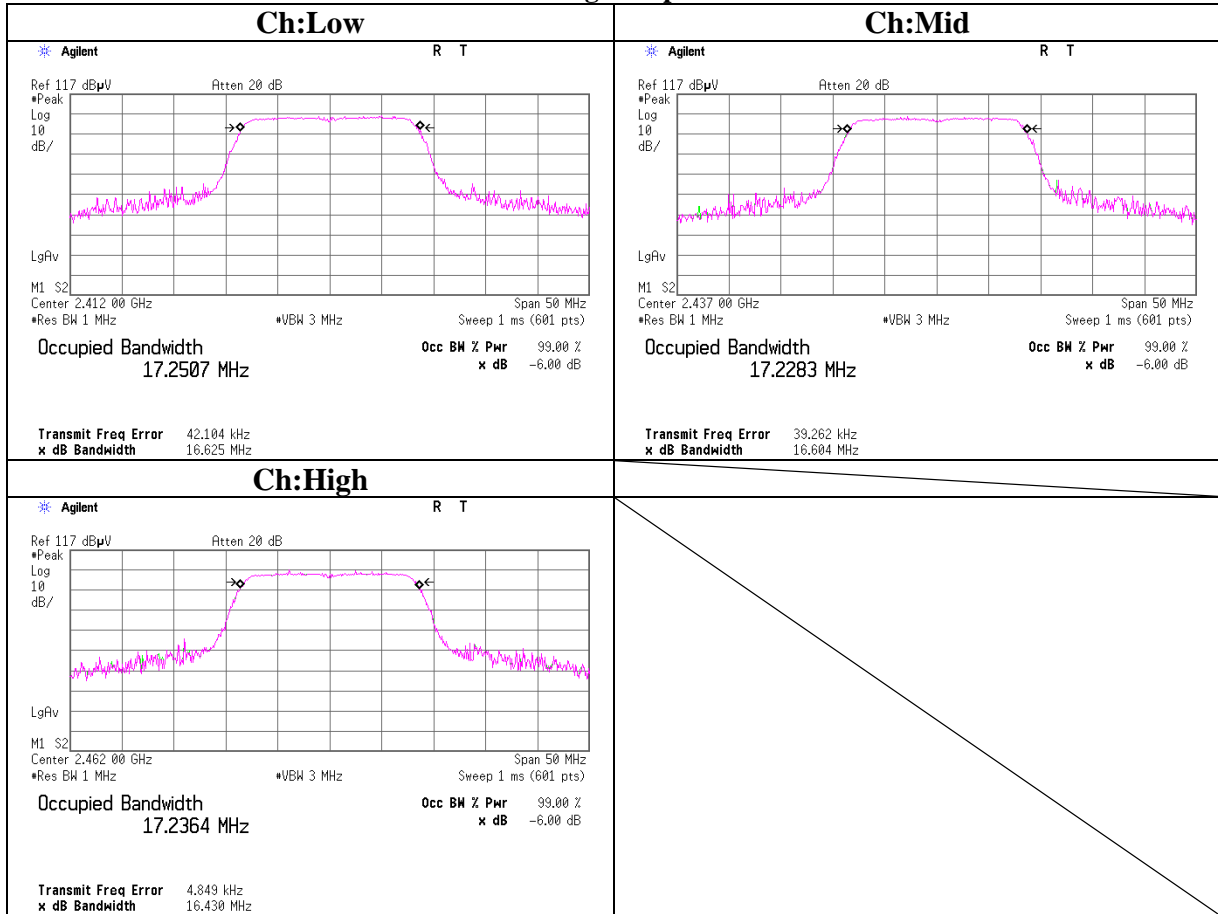 Ch:Low
Agilent
R T
Ref 117 dBµV
Atten 20 dB
#Peak
Log
10
dB/
LgAv
M1 S2
Center 2.412 00 GHz
Span 50 MHz
#Res BW 1 MHz
#VBW 3 MHz
Sweep 1 ms (601 pts)
Occupied Bandwidth
17.2507 MHz
Occ BW % Pwr 99.00 %
x dB -6.00 dB
Transmit Freq Error 42.104 kHz
x dB Bandwidth 16.625 MHz
Ch:Mid
Agilent
R T
Ref 117 dBµV
Atten 20 dB
#Peak
Log
10
dB/
LgAv
M1 S2
Center 2.437 00 GHz
Span 50 MHz
#Res BW 1 MHz
#VBW 3 MHz
Sweep 1 ms (601 pts)
Occupied Bandwidth
17.2283 MHz
Occ BW % Pwr 99.00 %
x dB -6.00 dB
Transmit Freq Error 39.262 kHz
x dB Bandwidth 16.604 MHz
Ch:High
Agilent
R T
Ref 117 dBµV
Atten 20 dB
#Peak
Log
10
dB/
LgAv
M1 S2
Center 2.462 00 GHz
Span 50 MHz
#Res BW 1 MHz
#VBW 3 MHz
Sweep 1 ms (601 pts)
Occupied Bandwidth
17.2364 MHz
Occ BW % Pwr 99.00 %
x dB -6.00 dB
Transmit Freq Error 4.849 kHz
x dB Bandwidth 16.430 MHz